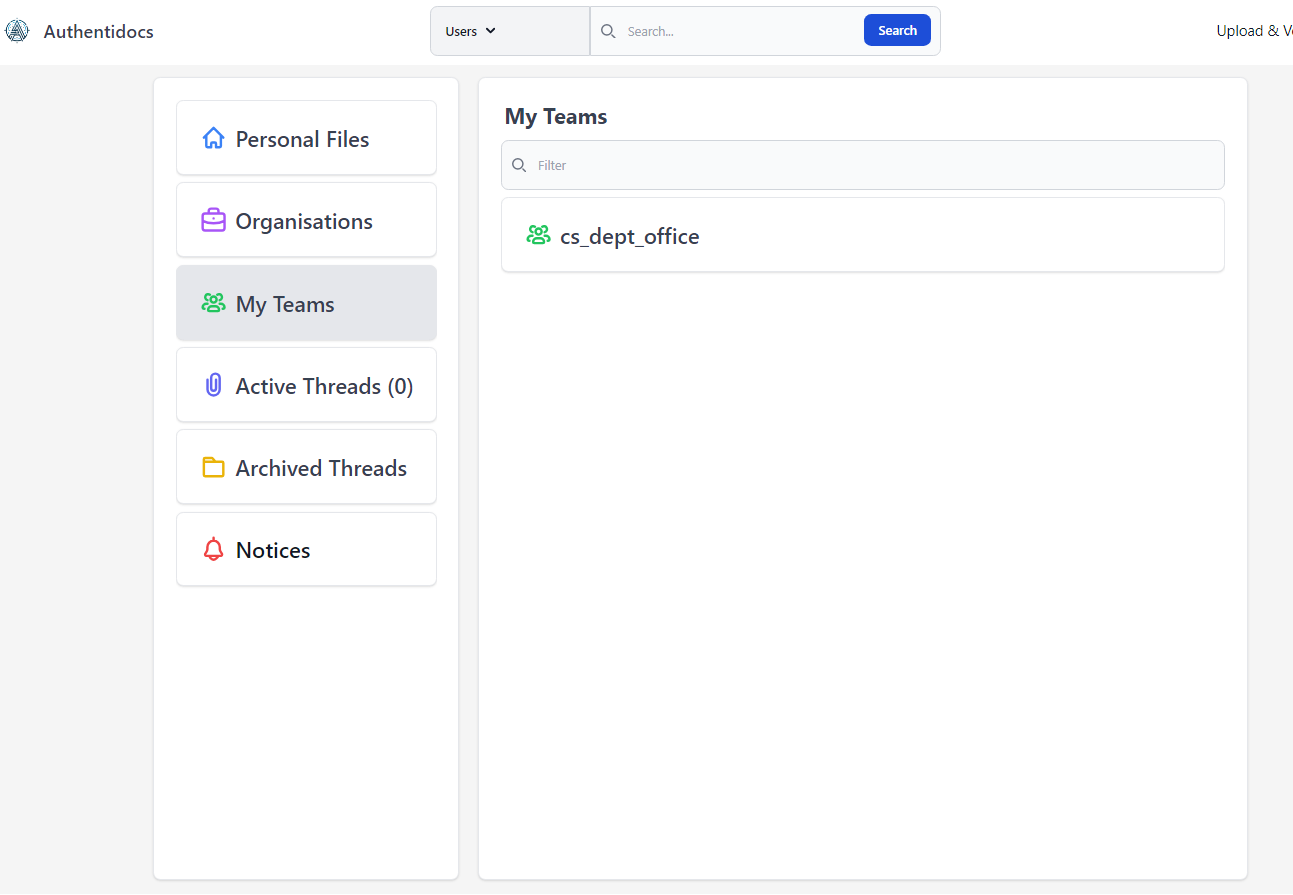 Authentidocs
Users
Search...
Search
Upload &
Personal Files
Organisations
My Teams
Active Threads (0)
Archived Threads
Notices
My Teams
Filter
cs_dept_office